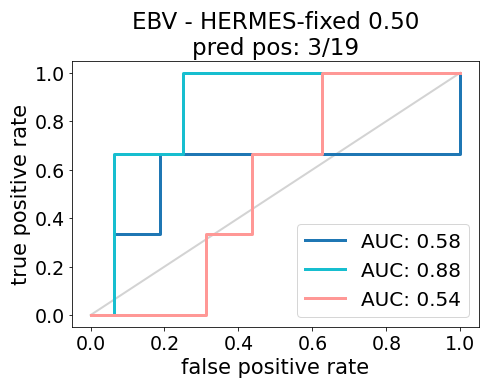 EBV - HERMES-fixed 0.50
pred pos: 3/19
true positive rate
1.0
0.8
0.6
0.4
0.2
0.0
AUC: 0.58
AUC: 0.88
AUC: 0.54
0.0 0.2 0.4 0.6 0.8 1.0
false positive rate